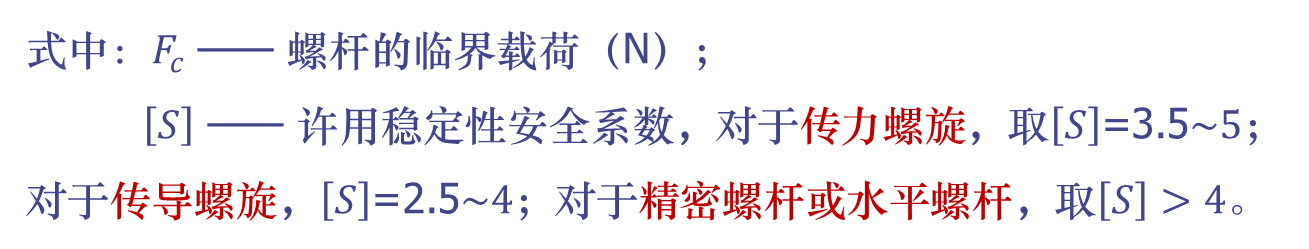 式中：F_c —— 螺杆的临界载荷（N）；
[S] —— 许用稳定性安全系数，对于传力螺旋，取[S]=3.5~5；
对于传导螺旋，[S]=2.5~4；对于精密螺杆或水平螺杆，取[S] > 4。